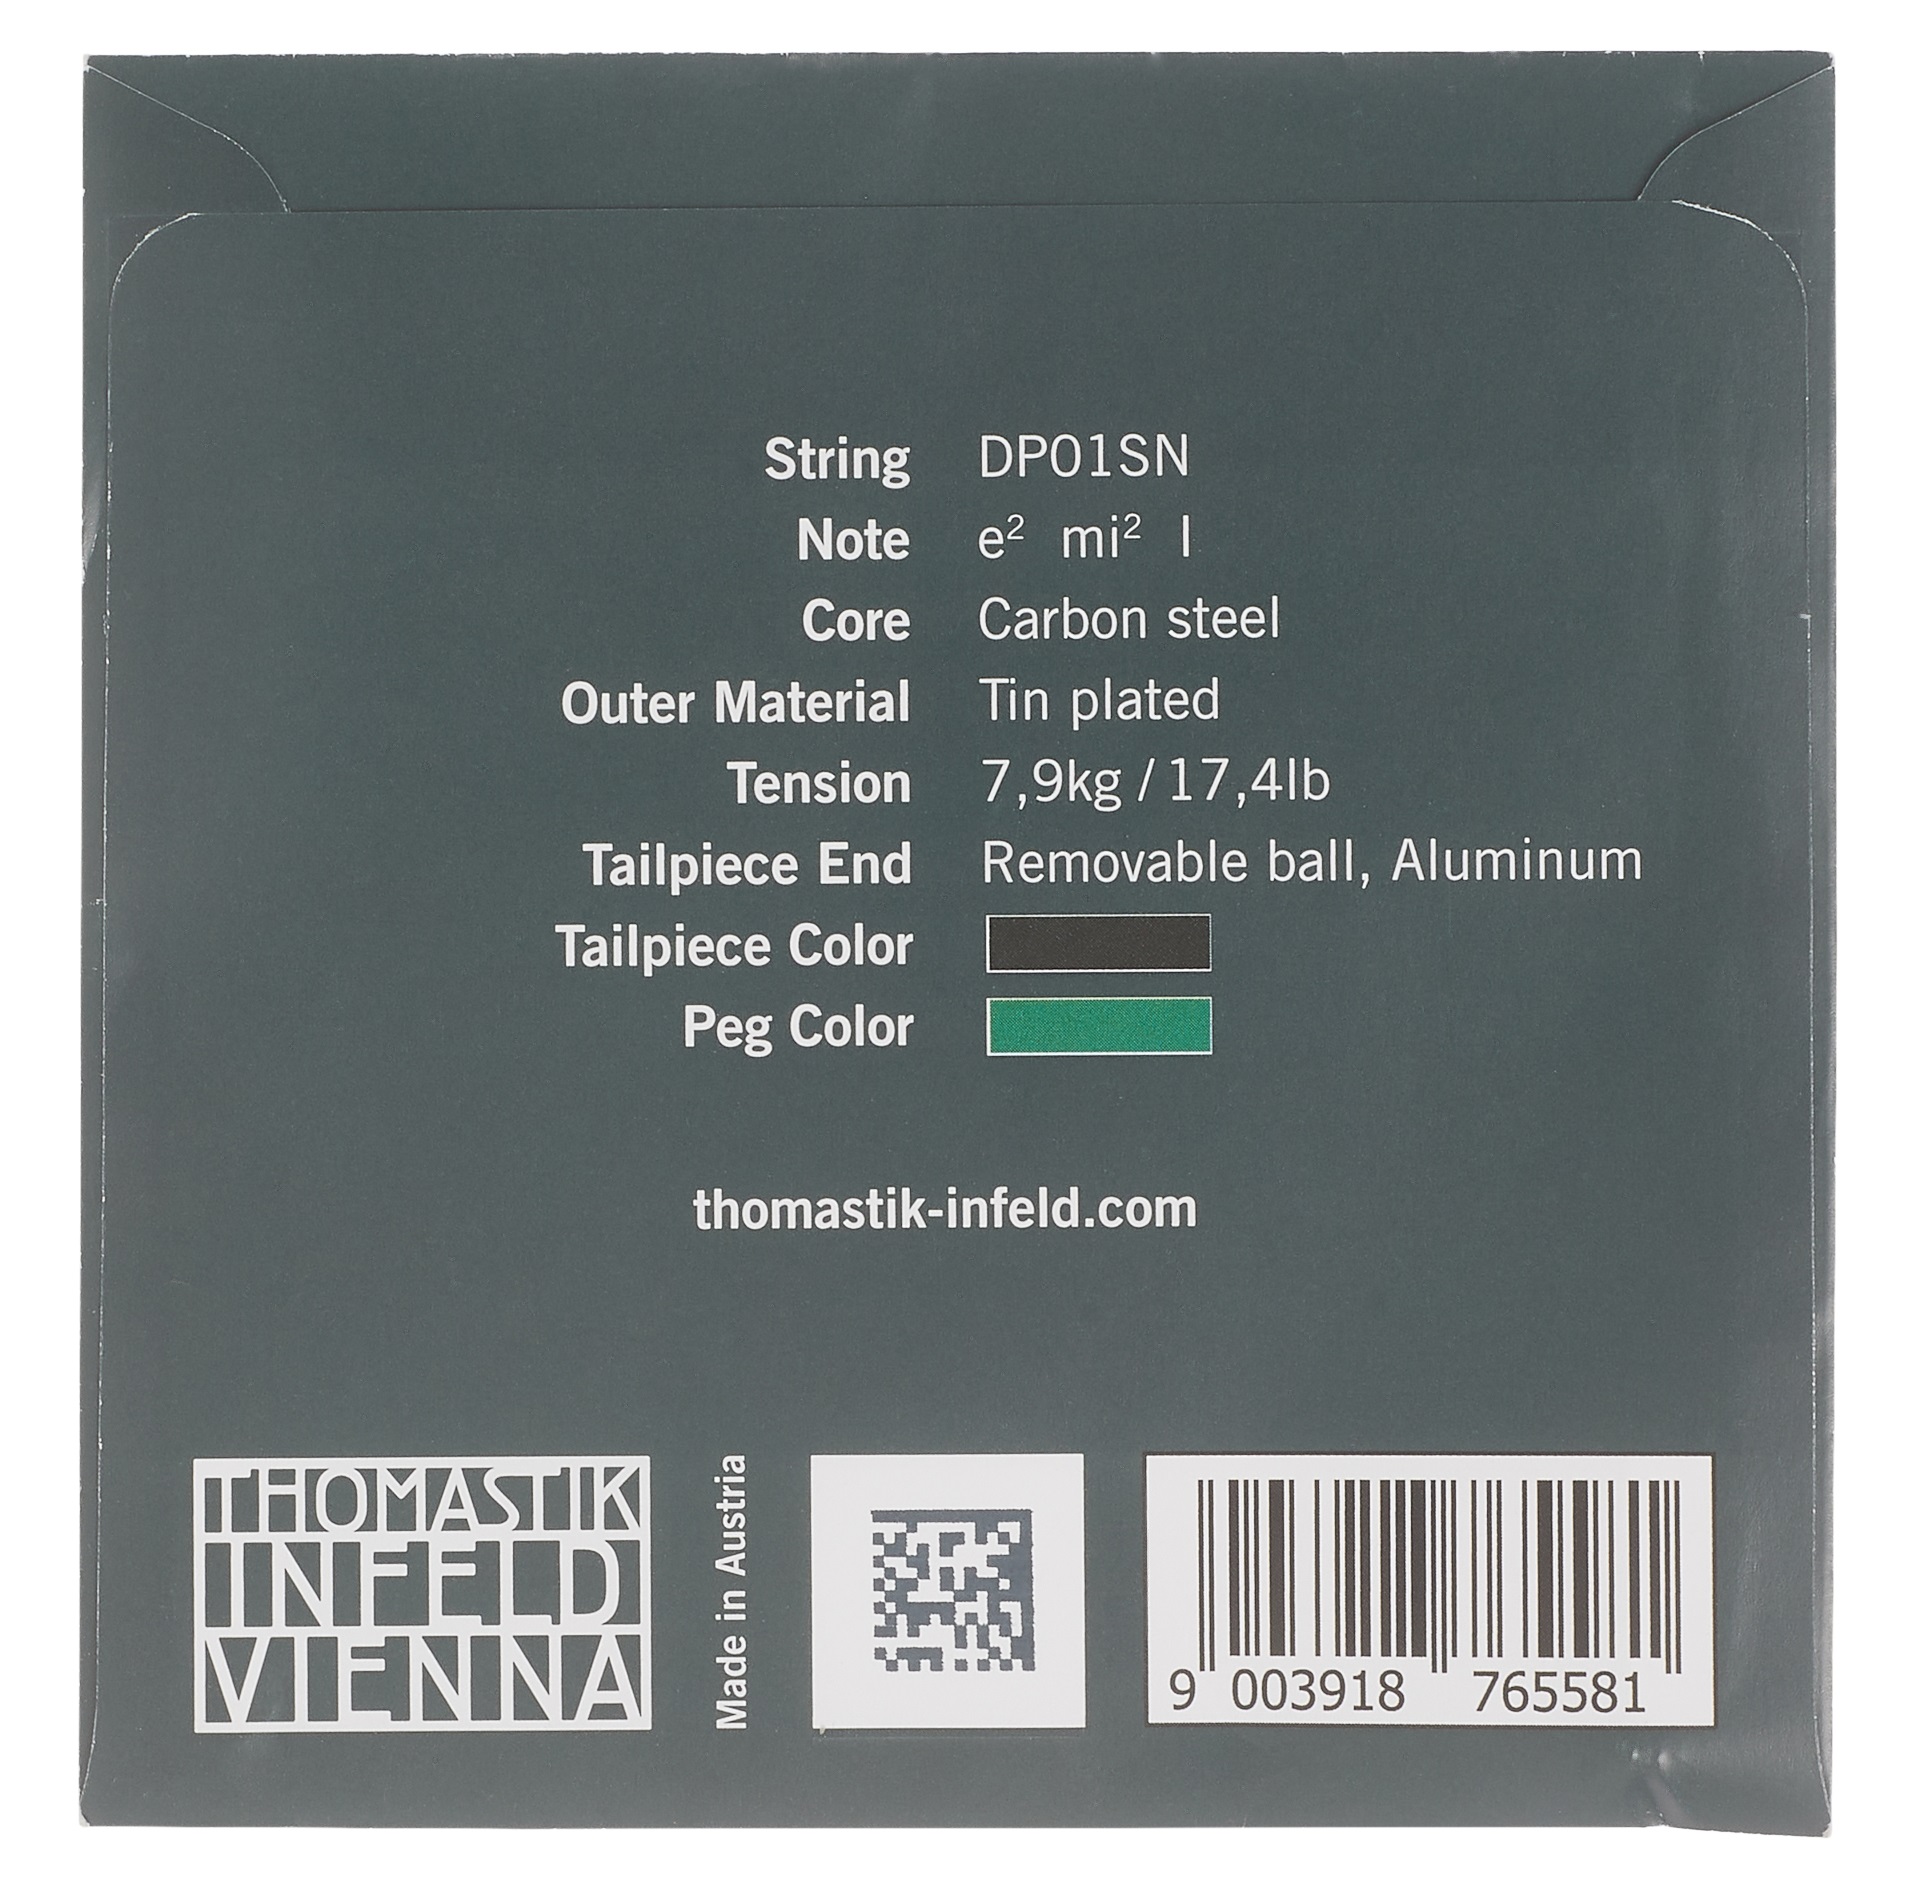 String DP01SN
Note e² mi² I
Core Carbon steel
Outer Material Tin plated
Tension 7,9kg / 17,4lb
Tailpiece End Removable ball, Aluminum
Tailpiece Color
Peg Color
thomastik-infeld.com
THOMASTIK
INFELD
VIENNA
Made in Austria
9 003918 765581